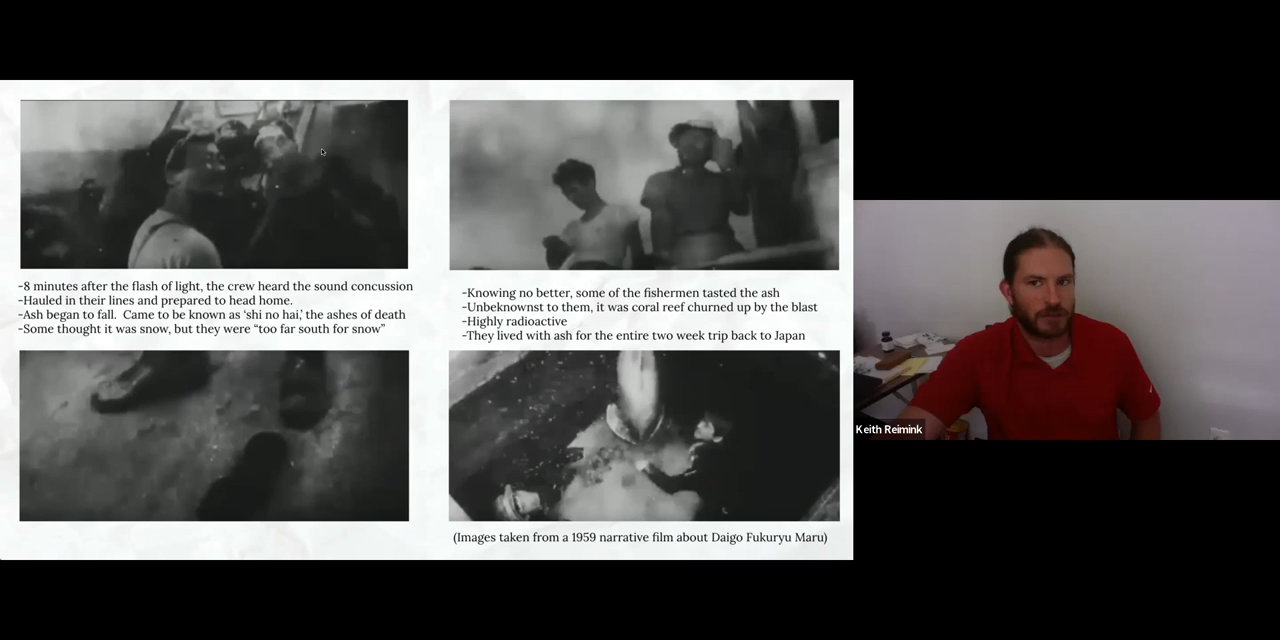 -8 minutes after the flash of light, the crew heard the sound concussion
-Hauled in their lines and prepared to head home.
-Ash began to fall.  Came to be known as ‘shi no hai,’ the ashes of death
-Some thought it was snow, but they were “too far south for snow”
-Knowing no better, some of the fishermen tasted the ash
-Unbeknownst to them, it was coral reef churned up by the blast
-Highly radioactive
-They lived with ash for the entire two week trip back to Japan
(Images taken from a 1959 narrative film about Daigo Fukuryu Maru)
Keith Reimink